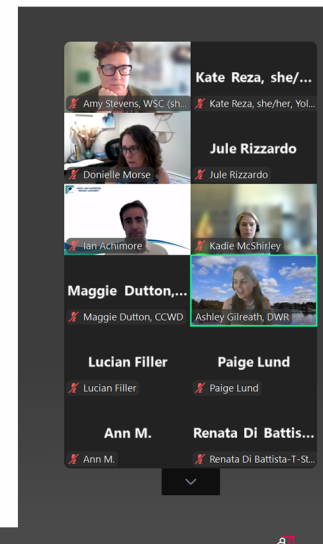 Kate Reza, she/...
Amy Stevens, WSC (sh...
Kate Reza, she/her, Yol...
Jule Rizzardo
Donielle Morse
Jule Rizzardo
Ian Achimore
Kadie McShirley
Maggie Dutton,...
Maggie Dutton, CCWD
Ashley Gilreath, DWR
Lucian Filler
Paige Lund
Lucian Filler
Paige Lund
Ann M.
Renata Di Battis...
Ann M.
Renata Di Battista-T-St...